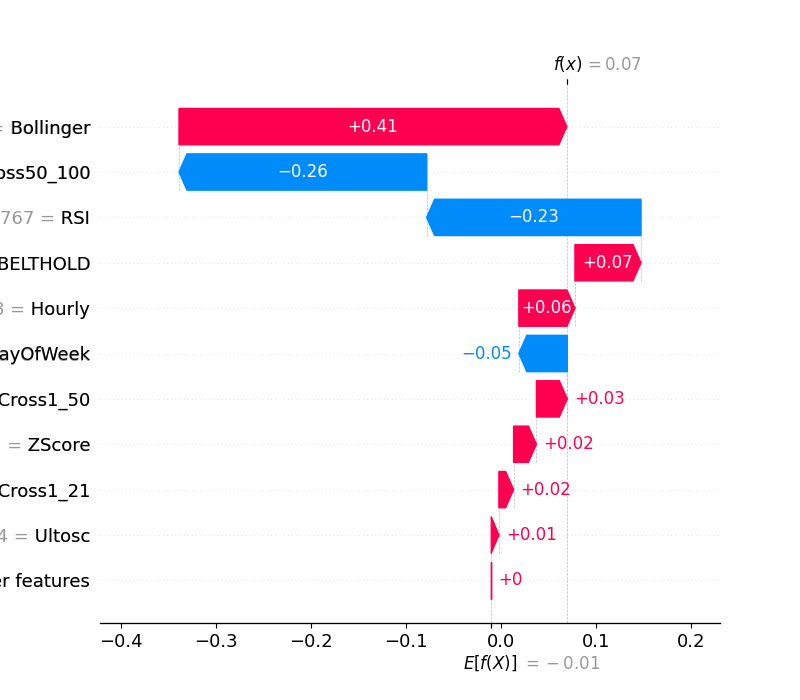 f(x) = 0.07
= Bollinger +0.41
oss50_100 −0.26
767 = RSI −0.23
BELTHOLD +0.07
3 = Hourly +0.06
ayOfWeek −0.05
Cross1_50 +0.03
= ZScore +0.02
Cross1_21 +0.02
4 = Ultosc +0.01
er features +0
−0.4 −0.3 −0.2 −0.1 0.0 0.1 0.2
E[f(X)] = −0.01